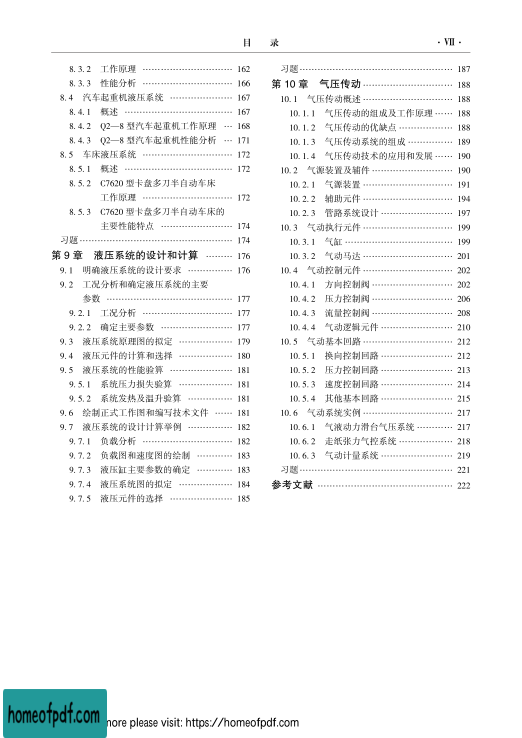 目 录 · Ⅶ ·
8.3.2 工作原理 …………………………… 162
8.3.3 性能分析 …………………………… 166
8.4 汽车起重机液压系统 ………………… 167
8.4.1 概述 ………………………………… 167
8.4.2 Q2—8 型汽车起重机工作原理 … 168
8.4.3 Q2—8 型汽车起重机性能分析 … 171
8.5 车床液压系统 ………………………… 172
8.5.1 概述 ………………………………… 172
8.5.2 C7620 型卡盘多刀半自动车床
工作原理 …………………………… 172
8.5.3 C7620 型卡盘多刀半自动车床的
主要性能特点 ……………………… 174
习题 ……………………………………………… 174
第 9 章 液压系统的设计和计算 ……… 176
9.1 明确液压系统的设计要求 …………… 176
9.2 工况分析和确定液压系统的主要
参数 …………………………………… 177
9.2.1 工况分析 …………………………… 177
9.2.2 确定主要参数 ……………………… 177
9.3 液压系统原理图的拟定 ……………… 179
9.4 液压元件的计算和选择 ……………… 180
9.5 液压系统的性能验算 ………………… 181
9.5.1 系统压力损失验算 ………………… 181
9.5.2 系统发热及温升验算 ……………… 181
9.6 绘制正式工作图和编写技术文件 …… 181
9.7 液压系统的设计计算举例 …………… 182
9.7.1 负载分析 …………………………… 182
9.7.2 负载图和速度图的绘制 …………… 183
9.7.3 液压缸主要参数的确定 …………… 183
9.7.4 液压系统图的拟定 ………………… 184
9.7.5 液压元件的选择 …………………… 185
习题 ……………………………………………… 187
第 10 章 气压传动 ……………………… 188
10.1 气压传动概述 ………………………… 188
10.1.1 气压传动的组成及工作原理 …… 188
10.1.2 气压传动的优缺点 ……………… 188
10.1.3 气压传动系统的组成 …………… 189
10.1.4 气压传动技术的应用和发展 …… 190
10.2 气源装置及辅件 ……………………… 190
10.2.1 气源装置 ………………………… 191
10.2.2 辅助元件 ………………………… 194
10.2.3 管路系统设计 …………………… 197
10.3 气动执行元件 ………………………… 199
10.3.1 气缸 ……………………………… 199
10.3.2 气动马达 ………………………… 201
10.4 气动控制元件 ………………………… 202
10.4.1 方向控制阀 ……………………… 202
10.4.2 压力控制阀 ……………………… 206
10.4.3 流量控制阀 ……………………… 208
10.4.4 气动逻辑元件 …………………… 210
10.5 气动基本回路 ………………………… 212
10.5.1 换向控制回路 …………………… 212
10.5.2 压力控制回路 …………………… 213
10.5.3 速度控制回路 …………………… 214
10.5.4 其他基本回路 …………………… 215
10.6 气动系统实例 ………………………… 217
10.6.1 气液动力滑台气压系统 ………… 217
10.6.2 走纸张力气控系统 ……………… 218
10.6.3 气动计量系统 …………………… 219
习题 ……………………………………………… 221
参考文献 ……………………………………… 222
homeofpdf.com
more please visit: https://homeofpdf.com